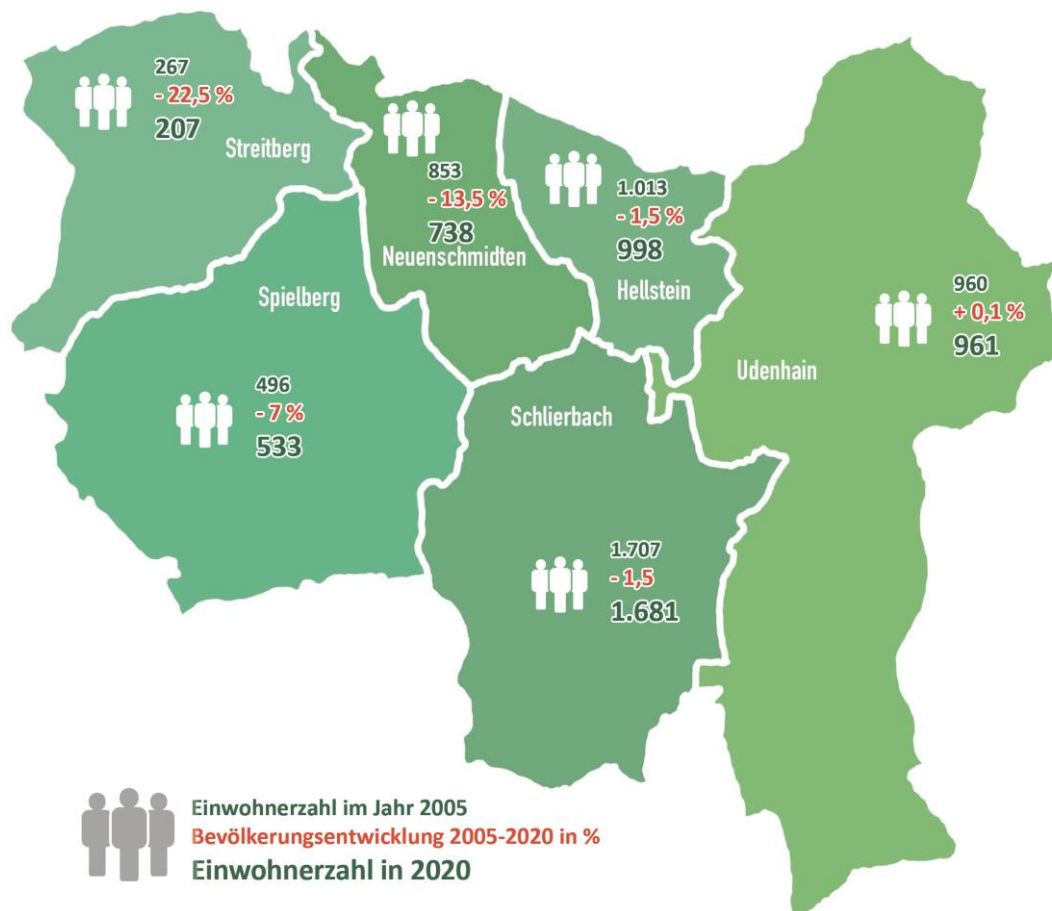 267
- 22,5 %
207
Streitberg
853
- 13,5 %
738
Neuenschmidten
1.013
- 1,5 %
998
Hellstein
960
+ 0,1 %
961
Udenhain
Spielberg
496
- 7 %
533
Schlierbach
1.707
- 1,5
1.681
Einwohnerzahl im Jahr 2005
Bevölkerungsentwicklung 2005-2020 in %
Einwohnerzahl in 2020